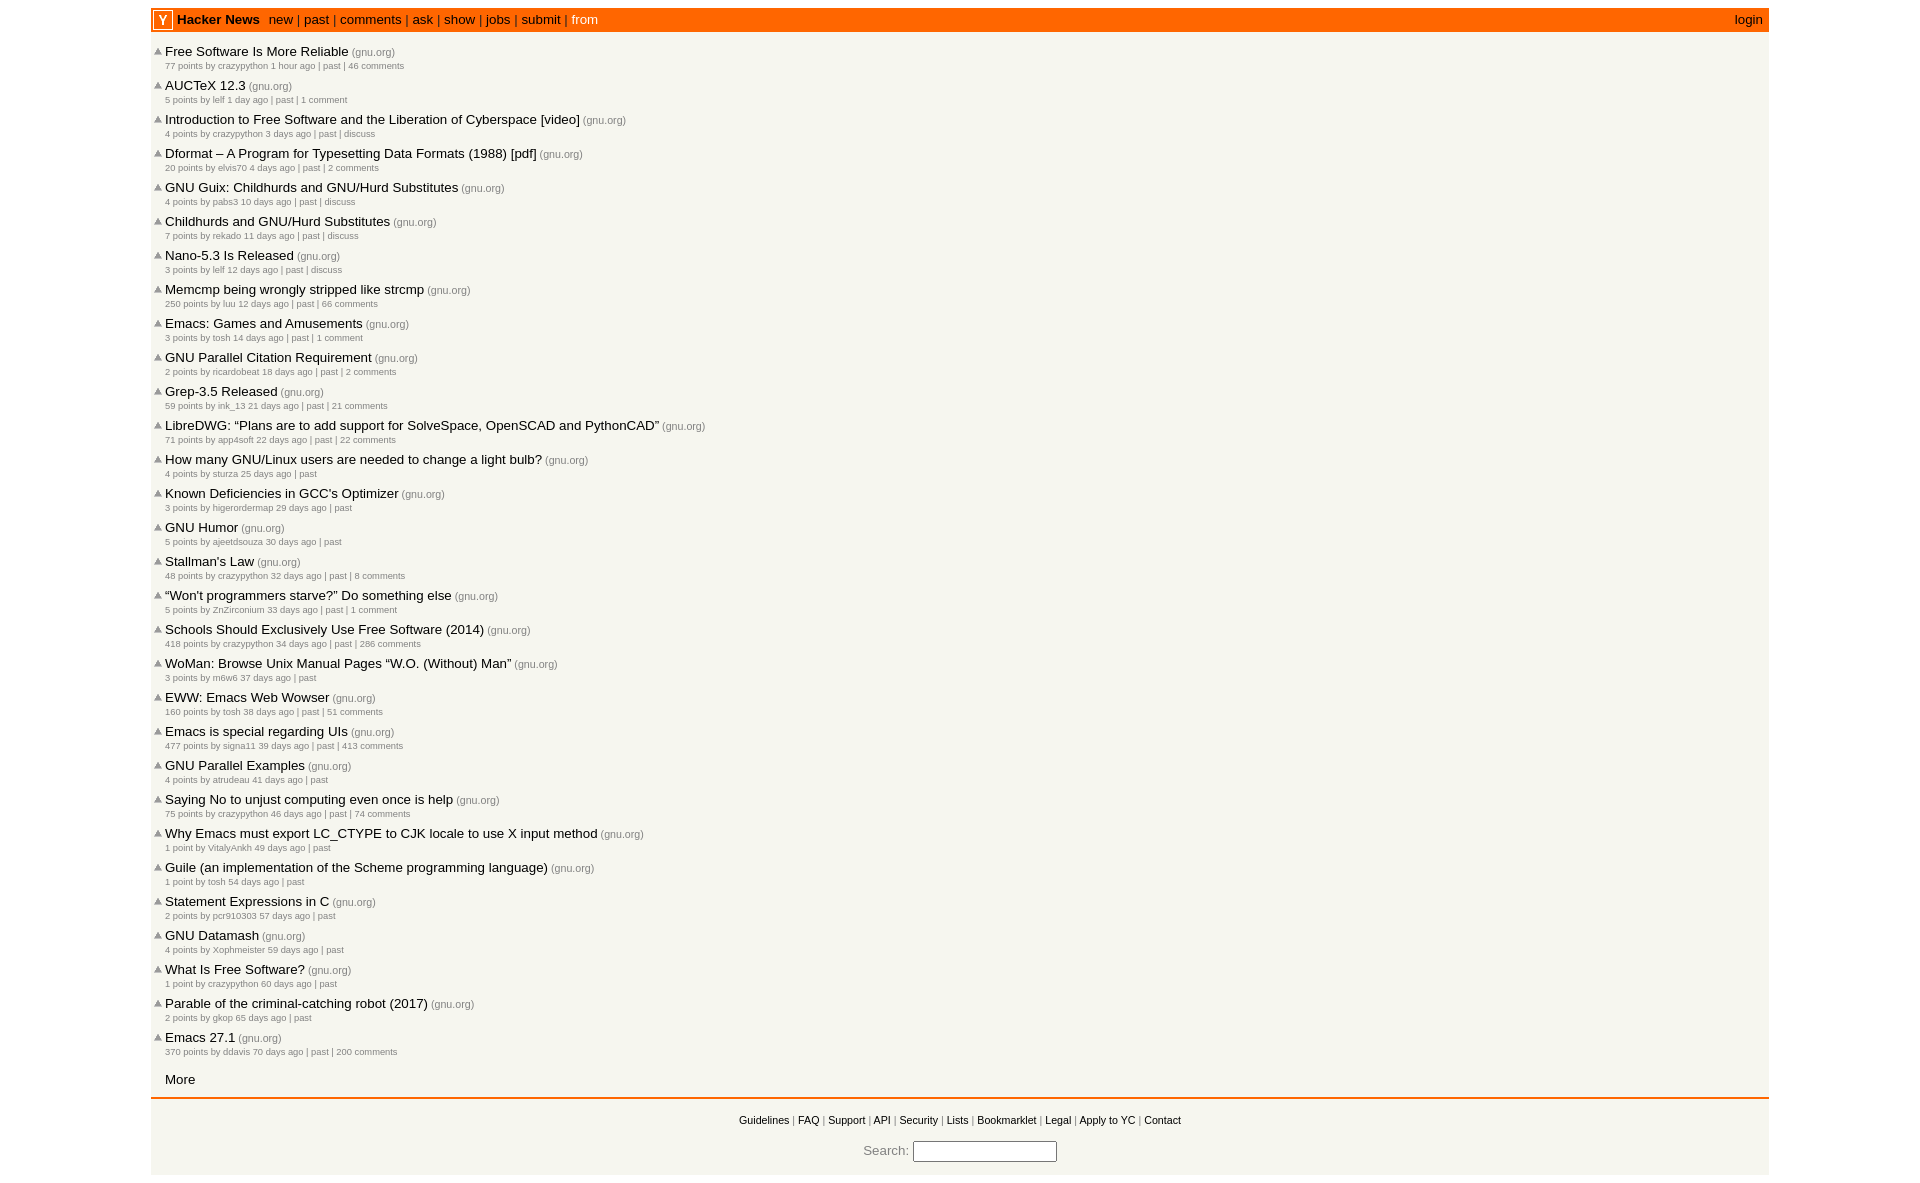 Y Hacker News new | past | comments | ask | show | jobs | submit | from login
Free Software Is More Reliable (gnu.org)
77 points by crazypython 1 hour ago | past | 46 comments
AUCTeX 12.3 (gnu.org)
5 points by lelf 1 day ago | past | 1 comment
Introduction to Free Software and the Liberation of Cyberspace [video] (gnu.org)
4 points by crazypython 3 days ago | past | discuss
Dformat – A Program for Typesetting Data Formats (1988) [pdf] (gnu.org)
20 points by elvis70 4 days ago | past | 2 comments
GNU Guix: Childhurds and GNU/Hurd Substitutes (gnu.org)
4 points by pabs3 10 days ago | past | discuss
Childhurds and GNU/Hurd Substitutes (gnu.org)
7 points by rekado 11 days ago | past | discuss
Nano-5.3 Is Released (gnu.org)
3 points by lelf 12 days ago | past | discuss
Memcmp being wrongly stripped like strcmp (gnu.org)
250 points by luu 12 days ago | past | 66 comments
Emacs: Games and Amusements (gnu.org)
3 points by tosh 14 days ago | past | 1 comment
GNU Parallel Citation Requirement (gnu.org)
2 points by ricardobeat 18 days ago | past | 2 comments
Grep-3.5 Released (gnu.org)
59 points by ink_13 21 days ago | past | 21 comments
LibreDWG: “Plans are to add support for SolveSpace, OpenSCAD and PythonCAD” (gnu.org)
71 points by app4soft 22 days ago | past | 22 comments
How many GNU/Linux users are needed to change a light bulb? (gnu.org)
4 points by sturza 25 days ago | past
Known Deficiencies in GCC's Optimizer (gnu.org)
3 points by higerordermap 29 days ago | past
GNU Humor (gnu.org)
5 points by ajeetdsouza 30 days ago | past
Stallman's Law (gnu.org)
48 points by crazypython 32 days ago | past | 8 comments
“Won't programmers starve?” Do something else (gnu.org)
5 points by ZnZirconium 33 days ago | past | 1 comment
Schools Should Exclusively Use Free Software (2014) (gnu.org)
418 points by crazypython 34 days ago | past | 286 comments
WoMan: Browse Unix Manual Pages “W.O. (Without) Man” (gnu.org)
3 points by m6w6 37 days ago | past
EWW: Emacs Web Wowser (gnu.org)
160 points by tosh 38 days ago | past | 51 comments
Emacs is special regarding UIs (gnu.org)
477 points by signa11 39 days ago | past | 413 comments
GNU Parallel Examples (gnu.org)
4 points by atrudeau 41 days ago | past
Saying No to unjust computing even once is help (gnu.org)
75 points by crazypython 46 days ago | past | 74 comments
Why Emacs must export LC_CTYPE to CJK locale to use X input method (gnu.org)
1 point by VitalyAnkh 49 days ago | past
Guile (an implementation of the Scheme programming language) (gnu.org)
1 point by tosh 54 days ago | past
Statement Expressions in C (gnu.org)
2 points by pcr910303 57 days ago | past
GNU Datamash (gnu.org)
4 points by Xophmeister 59 days ago | past
What Is Free Software? (gnu.org)
1 point by crazypython 60 days ago | past
Parable of the criminal-catching robot (2017) (gnu.org)
2 points by gkop 65 days ago | past
Emacs 27.1 (gnu.org)
370 points by ddavis 70 days ago | past | 200 comments
More
Guidelines | FAQ | Support | API | Security | Lists | Bookmarklet | Legal | Apply to YC | Contact
Search: